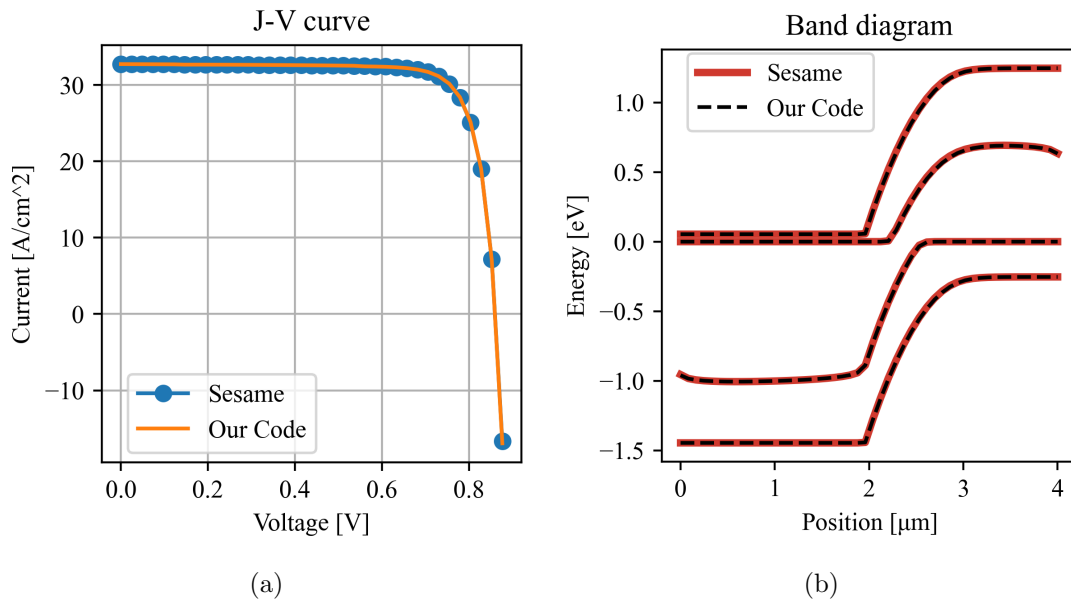 J-V curve
30
20
10
0
−10
0.0 0.2 0.4 0.6 0.8
Voltage [V]
Current [A/cm^2]
Sesame
Our Code
(a)
Band diagram
Sesame
Our Code
1.0
0.5
0.0
−0.5
−1.0
−1.5
0 1 2 3 4
Position [μm]
Energy [eV]
(b)